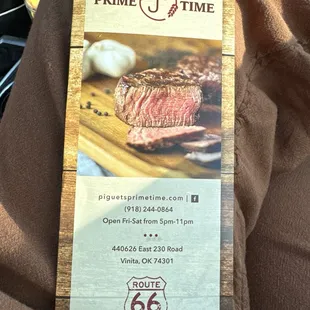 PRIME TIME
piguetsprimetime.com |
(918) 244-0864
Open Fri-Sat from 5pm-11pm
440626 East 230 Road
Vinita, OK 74301
ROUTE
66